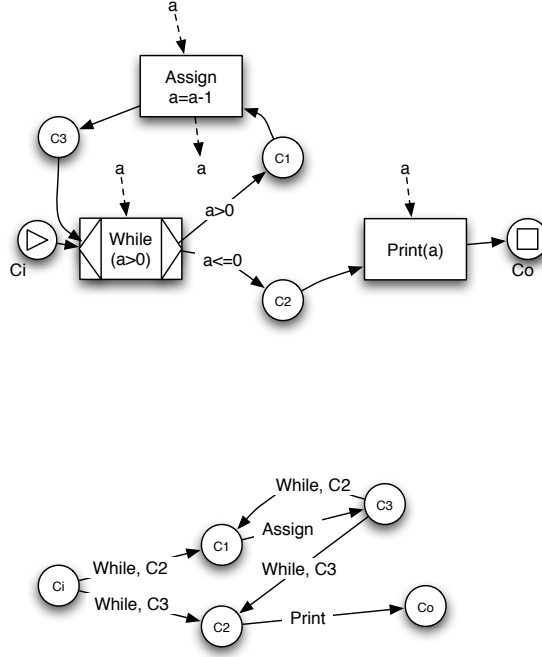 a
Assign
a=a-1
C3
C1
a
a
a
a>0
While
(a>0)
Print(a)
a<=0
Ci
Co
C2
While, C2
C3
Assign
C1
While, C2
While, C3
Ci
While, C3
Co
Print
C2